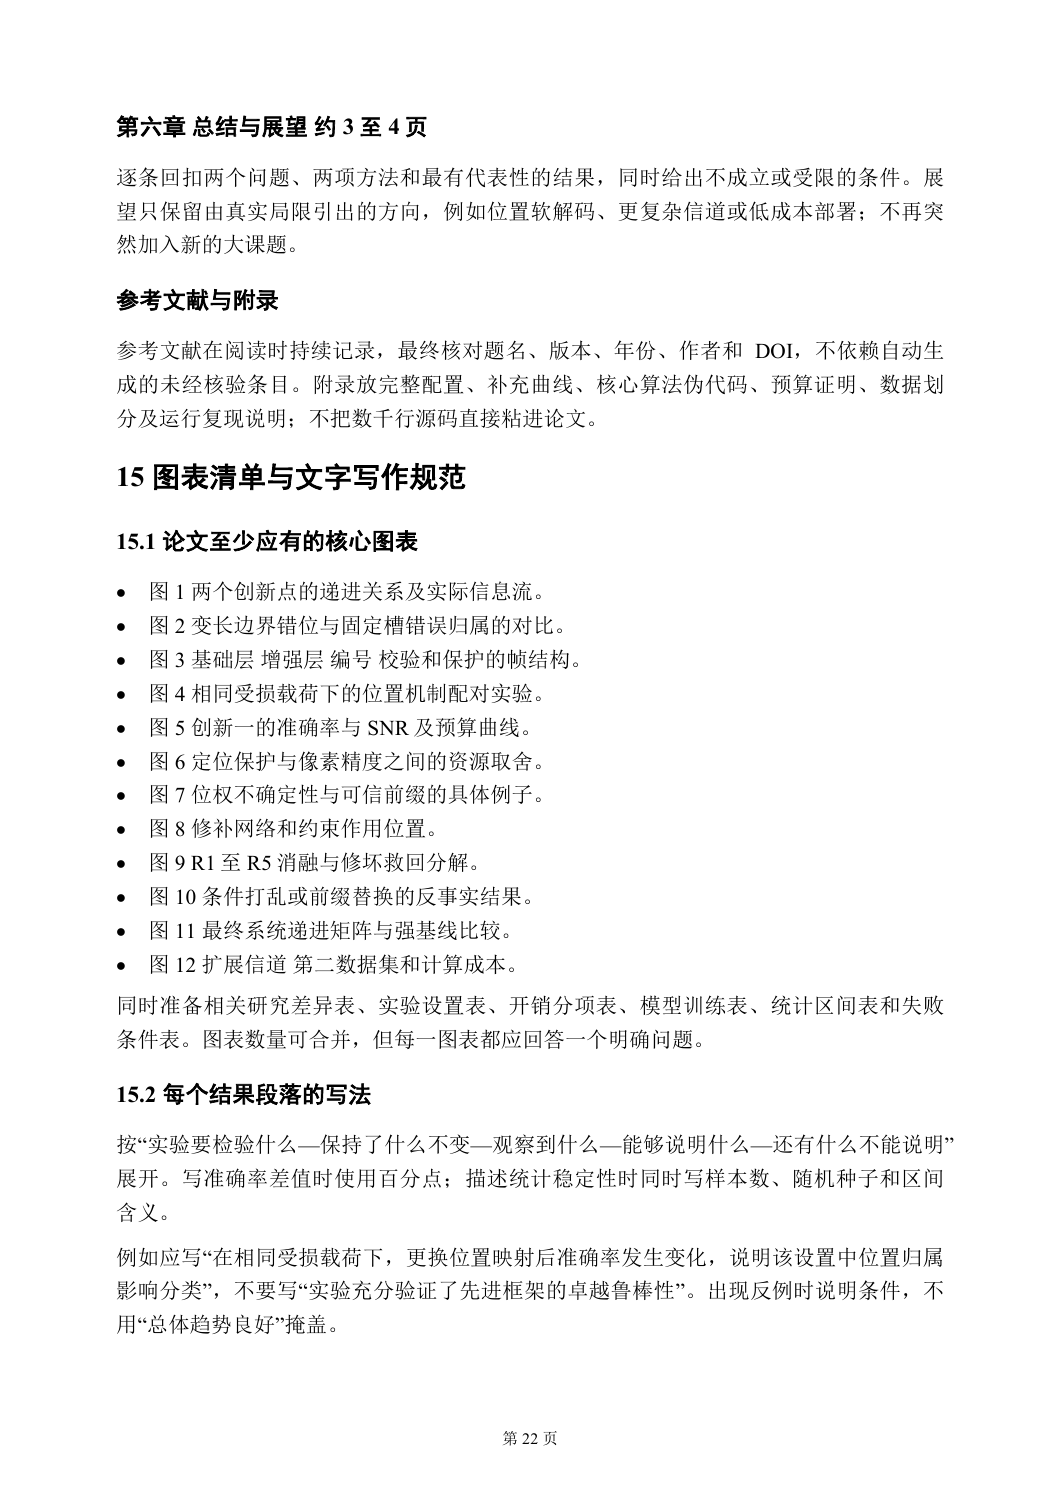 第六章 总结与展望 约 3 至 4 页
逐条回扣两个问题、两项方法和最有代表性的结果，同时给出不成立或受限的条件。展
望只保留由真实局限引出的方向，例如位置软解码、更复杂信道或低成本部署；不再突
然加入新的大课题。
参考文献与附录
参考文献在阅读时持续记录，最终核对题名、版本、年份、作者和 DOI，不依赖自动生
成的未经核验条目。附录放完整配置、补充曲线、核心算法伪代码、预算证明、数据划
分及运行复现说明；不把数千行源码直接粘进论文。
15 图表清单与文字写作规范
15.1 论文至少应有的核心图表
• 图 1 两个创新点的递进关系及实际信息流。
• 图 2 变长边界错位与固定槽错误归属的对比。
• 图 3 基础层 增强层 编号 校验和保护的帧结构。
• 图 4 相同受损载荷下的位置机制配对实验。
• 图 5 创新一的准确率与 SNR 及预算曲线。
• 图 6 定位保护与像素精度之间的资源取舍。
• 图 7 位权不确定性与可信前缀的具体例子。
• 图 8 修补网络和约束作用位置。
• 图 9 R1 至 R5 消融与修坏救回分解。
• 图 10 条件打乱或前缀替换的反事实结果。
• 图 11 最终系统递进矩阵与强基线比较。
• 图 12 扩展信道 第二数据集和计算成本。
同时准备相关研究差异表、实验设置表、开销分项表、模型训练表、统计区间表和失败
条件表。图表数量可合并，但每一图表都应回答一个明确问题。
15.2 每个结果段落的写法
按“实验要检验什么—保持了什么不变—观察到什么—能够说明什么—还有什么不能说明”
展开。写准确率差值时使用百分点；描述统计稳定性时同时写样本数、随机种子和区间
含义。
例如应写“在相同受损载荷下，更换位置映射后准确率发生变化，说明该设置中位置归属
影响分类”，不要写“实验充分验证了先进框架的卓越鲁棒性”。出现反例时说明条件，不
用“总体趋势良好”掩盖。
第 22 页